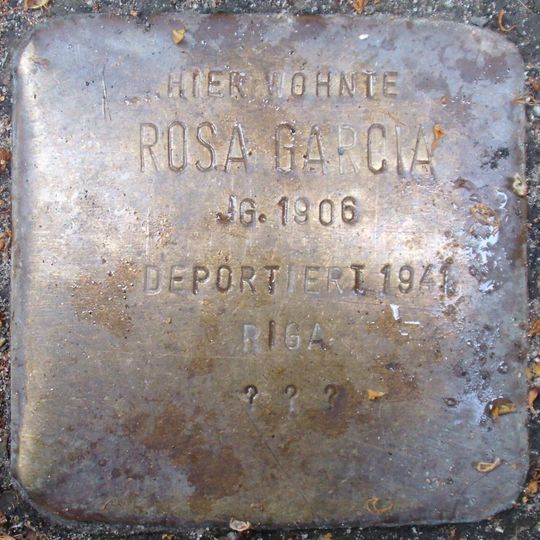 HIER WOHNTE
ROSA GARCIA
JG. 1906
DEPORTIERT 1941
RIGA
? ? ?